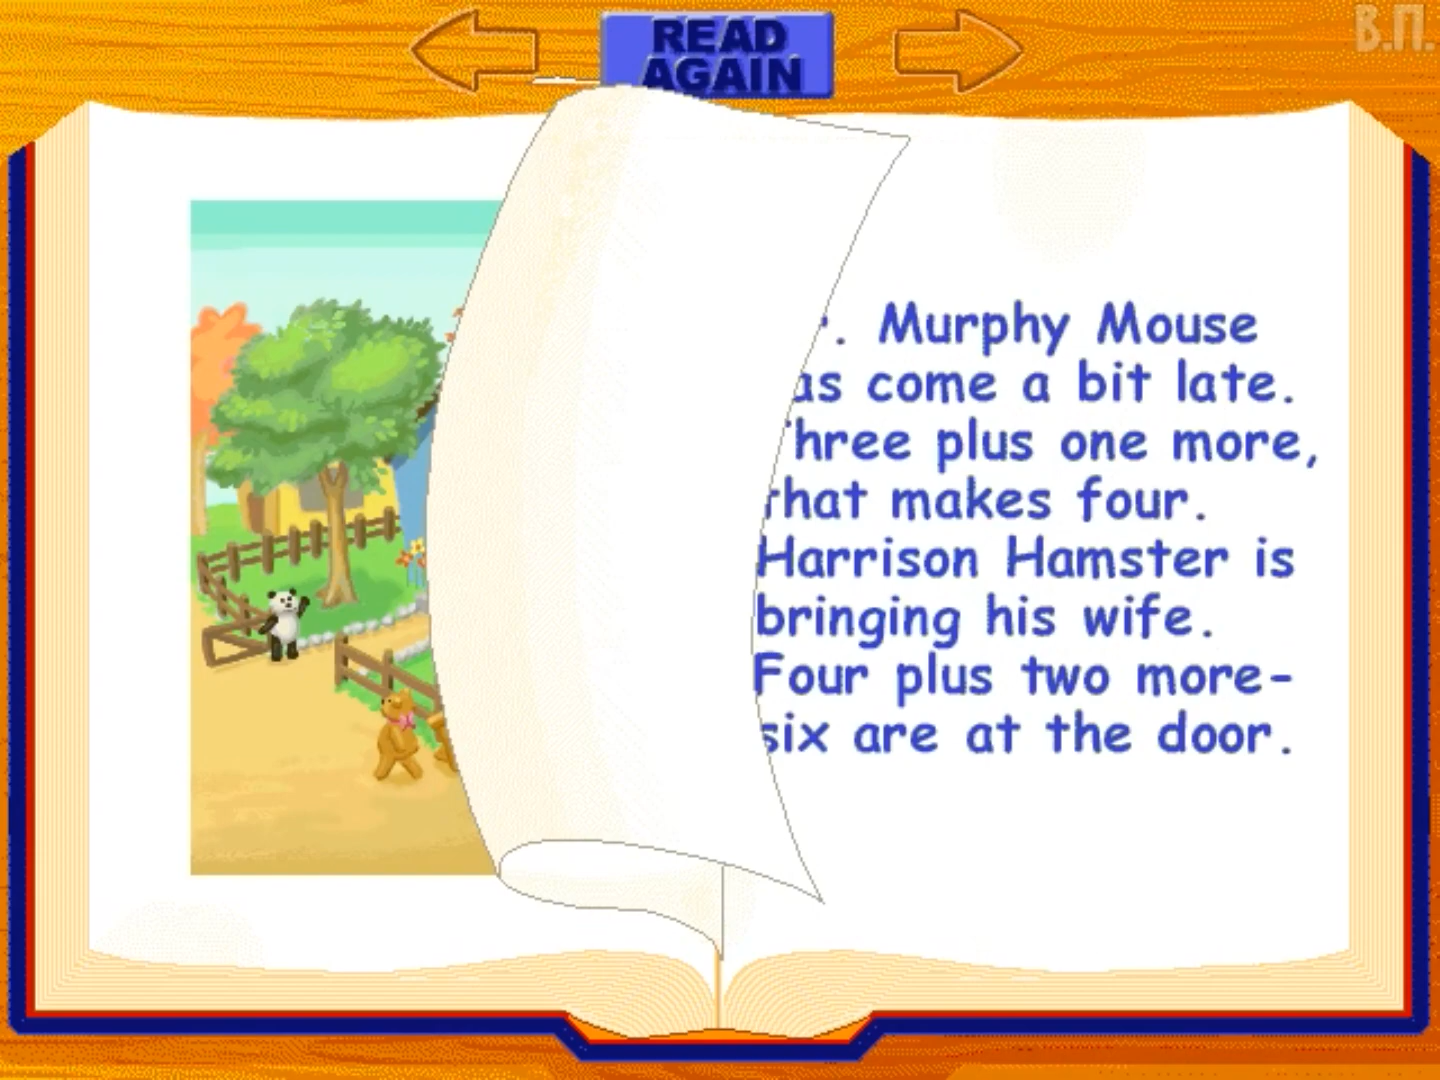 READ
AGAIN
В.П.
. Murphy Mouse
as come a bit late.
hree plus one more,
that makes four.
Harrison Hamster is
bringing his wife.
Four plus two more-
six are at the door.